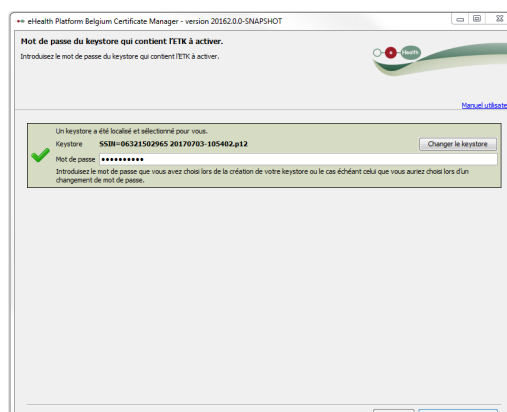 eHealth Platform Belgium Certificate Manager - version 20162.0.0-SNAPSHOT
Mot de passe du keystore qui contient l'ETK à activer.
Introduisez le mot de passe du keystore qui contient l'ETK à activer.
Health
Manuel utilisate
Un keystore a été localisé et sélectionné pour vous.
Keystore SSIN=06321502965 20170703-105402.p12 Changer le keystore
Mot de passe ••••••••••
Introduisez le mot de passe que vous avez choisi lors de la création de votre keystore ou le cas échéant celui que vous auriez choisi lors d'un
changement de mot de passe.